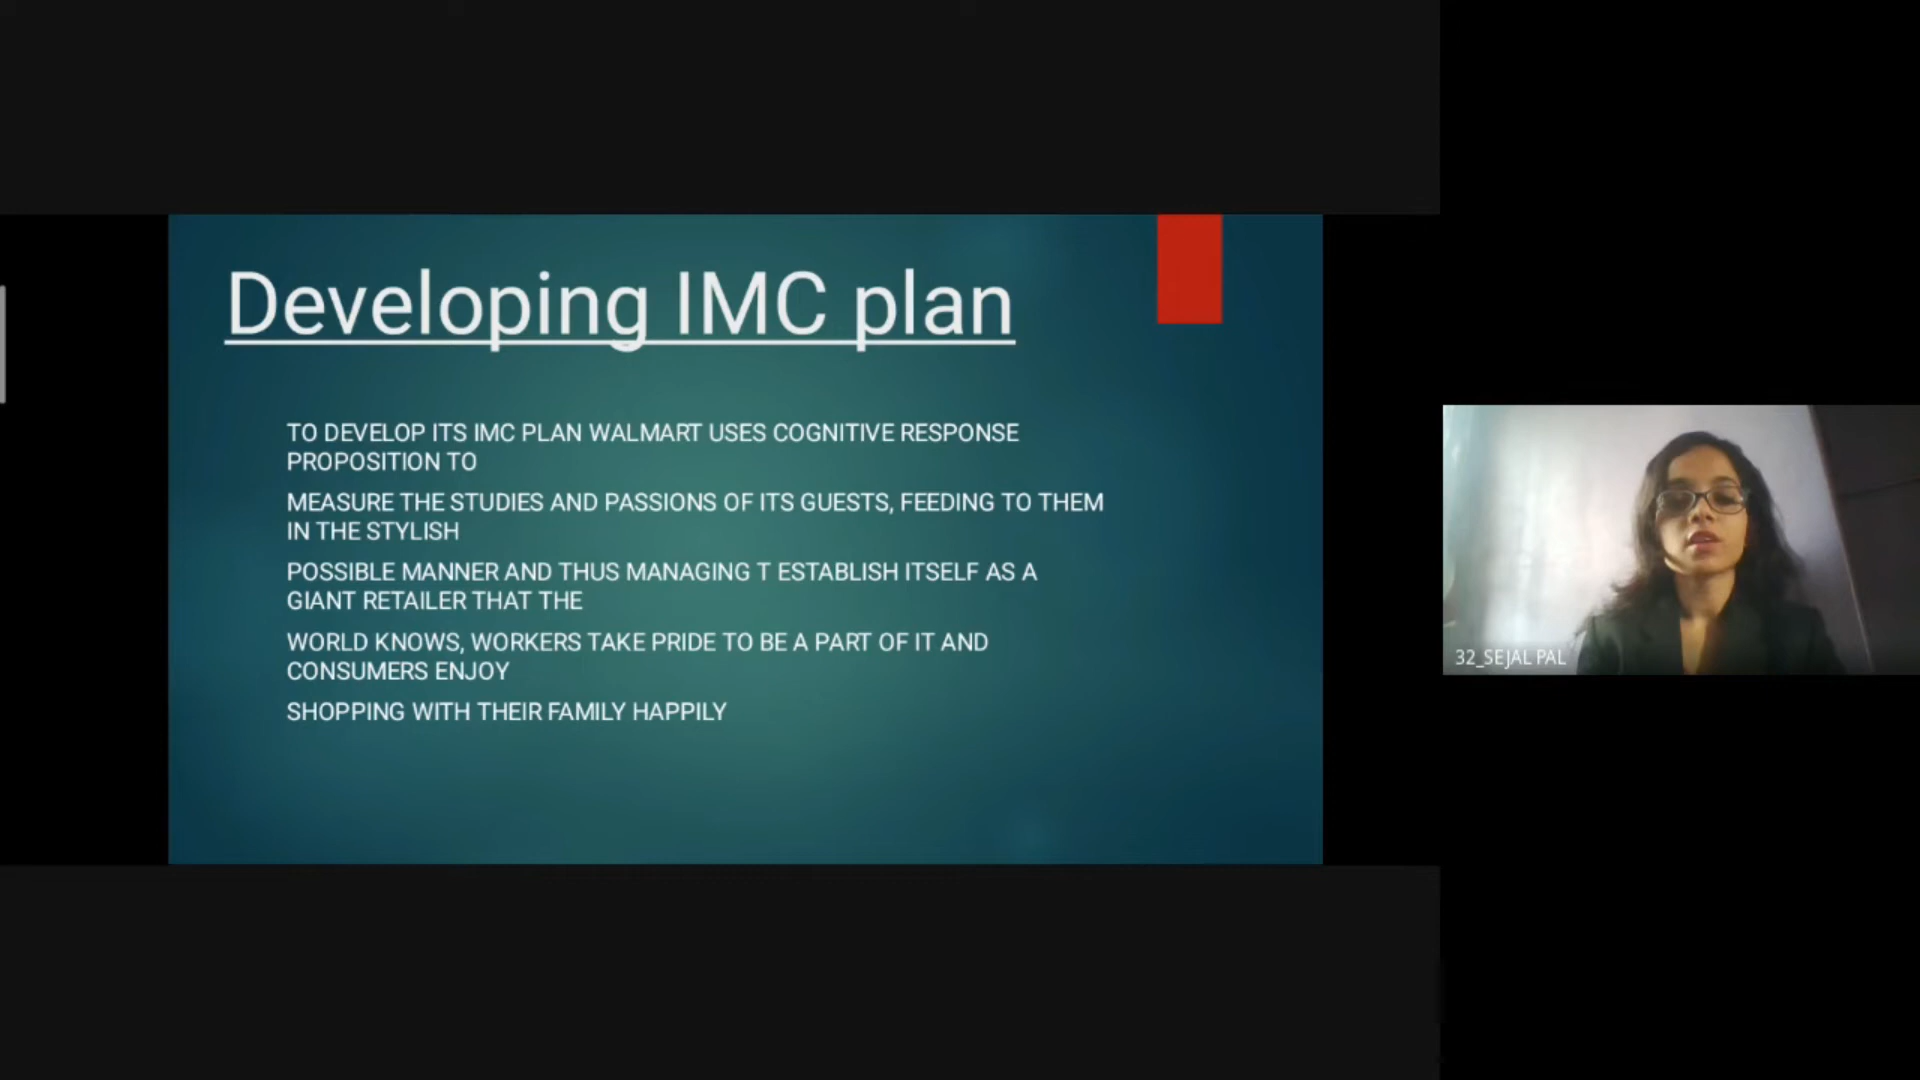 Developing IMC plan
TO DEVELOP ITS IMC PLAN WALMART USES COGNITIVE RESPONSE
PROPOSITION TO
MEASURE THE STUDIES AND PASSIONS OF ITS GUESTS, FEEDING TO THEM
IN THE STYLISH
POSSIBLE MANNER AND THUS MANAGING T ESTABLISH ITSELF AS A
GIANT RETAILER THAT THE
WORLD KNOWS, WORKERS TAKE PRIDE TO BE A PART OF IT AND
CONSUMERS ENJOY
SHOPPING WITH THEIR FAMILY HAPPILY
32_SEJAL PAL